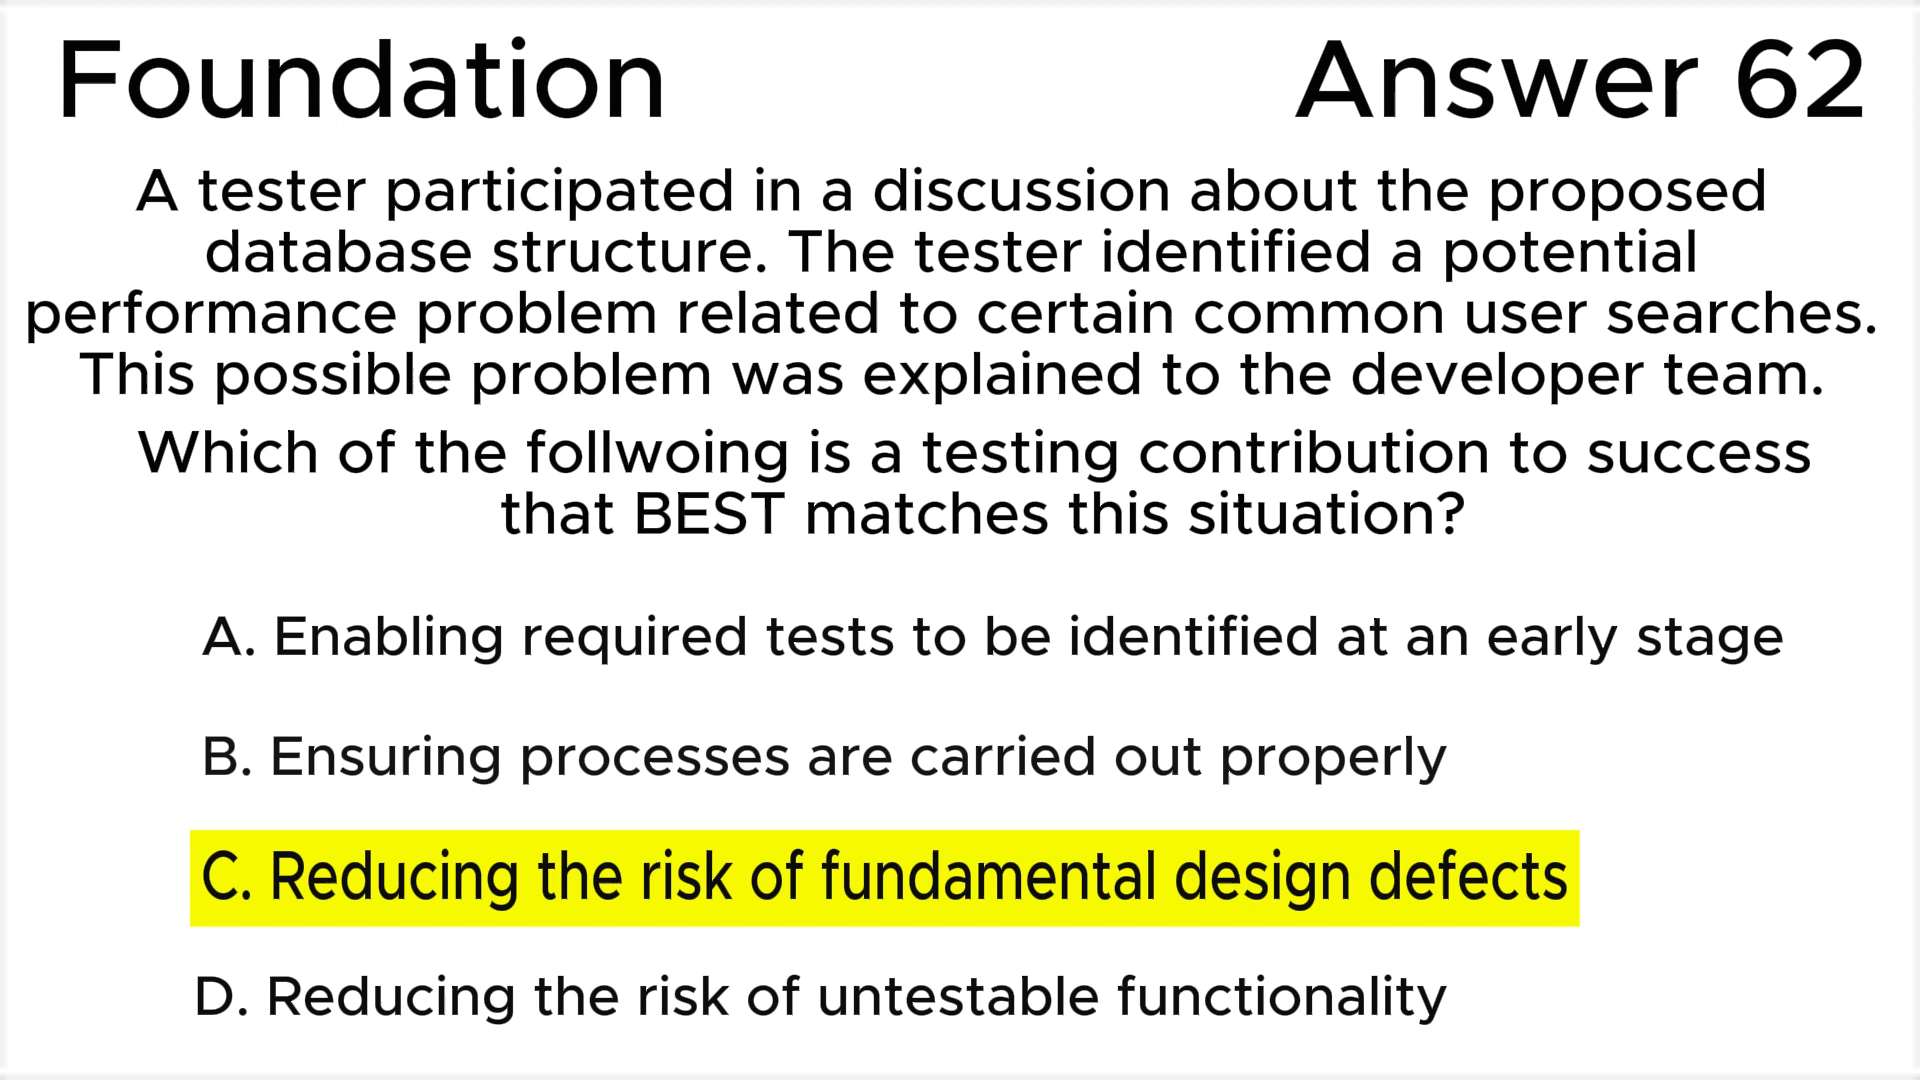 Foundation
Answer 62
A tester participated in a discussion about the proposed
database structure. The tester identified a potential
performance problem related to certain common user searches.
This possible problem was explained to the developer team.
Which of the follwoing is a testing contribution to success
that BEST matches this situation?
A. Enabling required tests to be identified at an early stage
B. Ensuring processes are carried out properly
C. Reducing the risk of fundamental design defects
D. Reducing the risk of untestable functionality